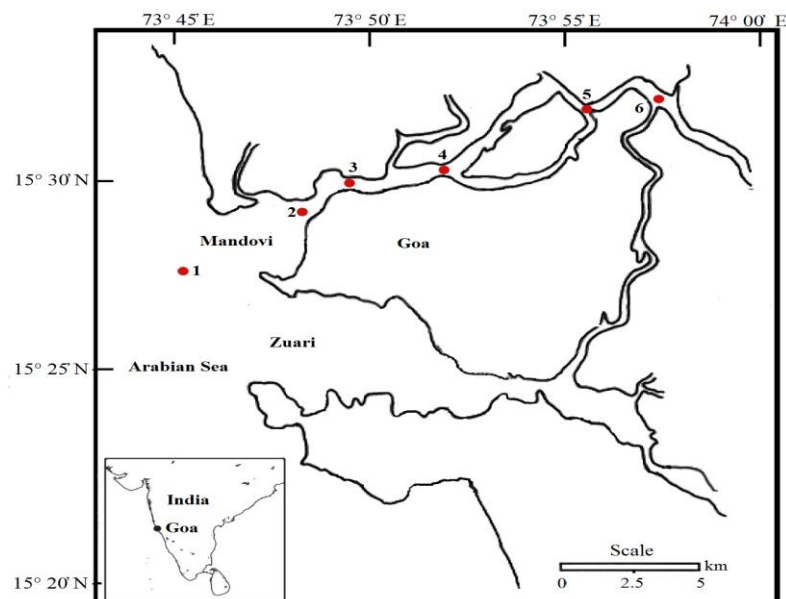 73° 45´E 73° 50´E 73° 55´E 74° 00´E
5
6
3
4
15° 30´N
2
Mandovi Goa
1
Zuari
Arabian Sea
15° 25´N
India
Goa
Scale
km
0 2.5 5
15° 20´N